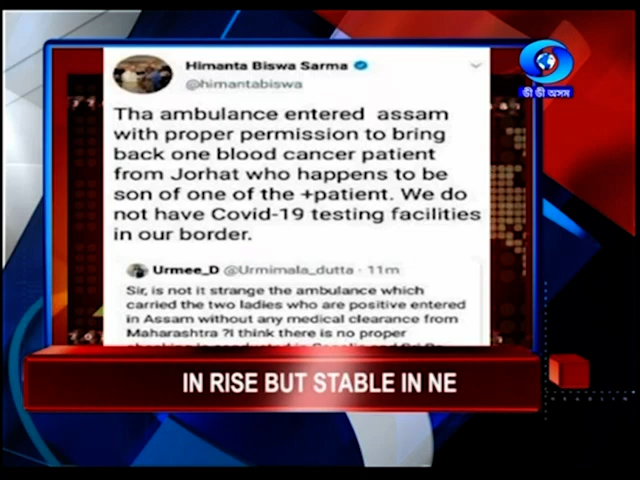 Himanta Biswa Sarma
@himantabiswa
ডী ডী অসম
Tha ambulance entered assam
with proper permission to bring
back one blood cancer patient
from Jorhat who happens to be
son of one of the +patient. We do
not have Covid-19 testing facilities
in our border.
Urmee_D @Urmimala_dutta · 11m
Sir, is not it strange the ambulance which
carried the two ladies who are positive entered
in Assam without any medical clearance from
Maharashtra ?I think there is no proper
IN RISE BUT STABLE IN NE
HEADLINE